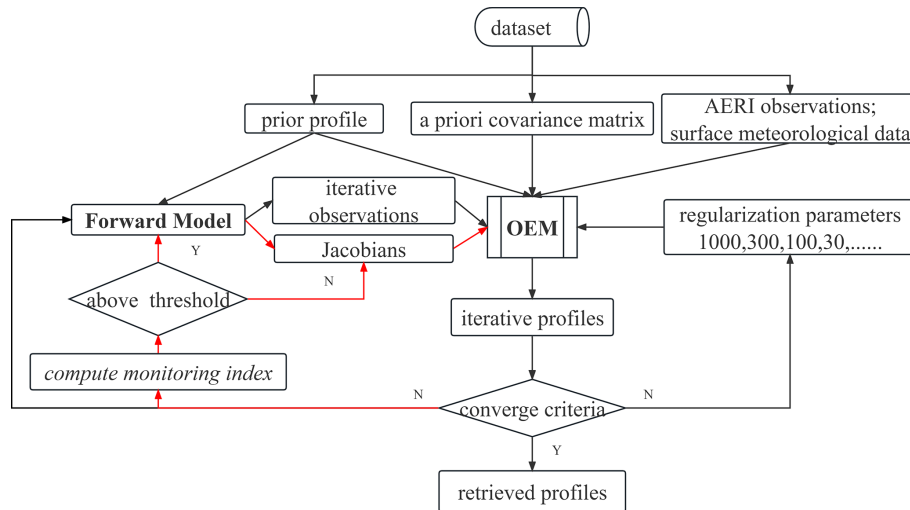 dataset
prior profile
a priori covariance matrix
AERI observations;
surface meteorological data
Forward Model
iterative
observations
Jacobians
OEM
regularization parameters
1000,300,100,30,......
Y
N
above threshold
iterative profiles
compute monitoring index
N
converge criteria
N
Y
retrieved profiles